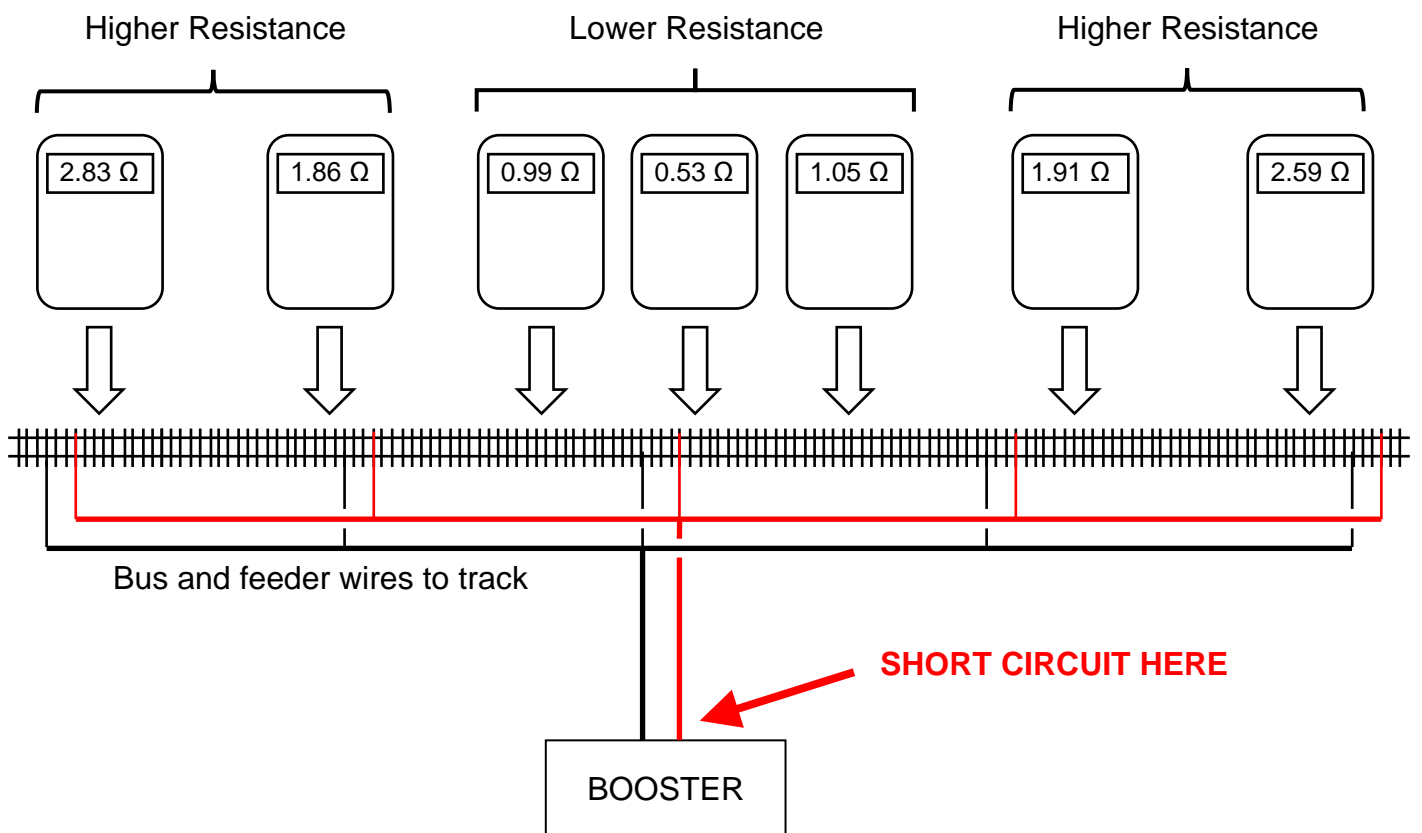 Higher Resistance
Lower Resistance
Higher Resistance
2.83 Ω
1.86 Ω
0.99 Ω
0.53 Ω
1.05 Ω
1.91 Ω
2.59 Ω
Bus and feeder wires to track
SHORT CIRCUIT HERE
BOOSTER